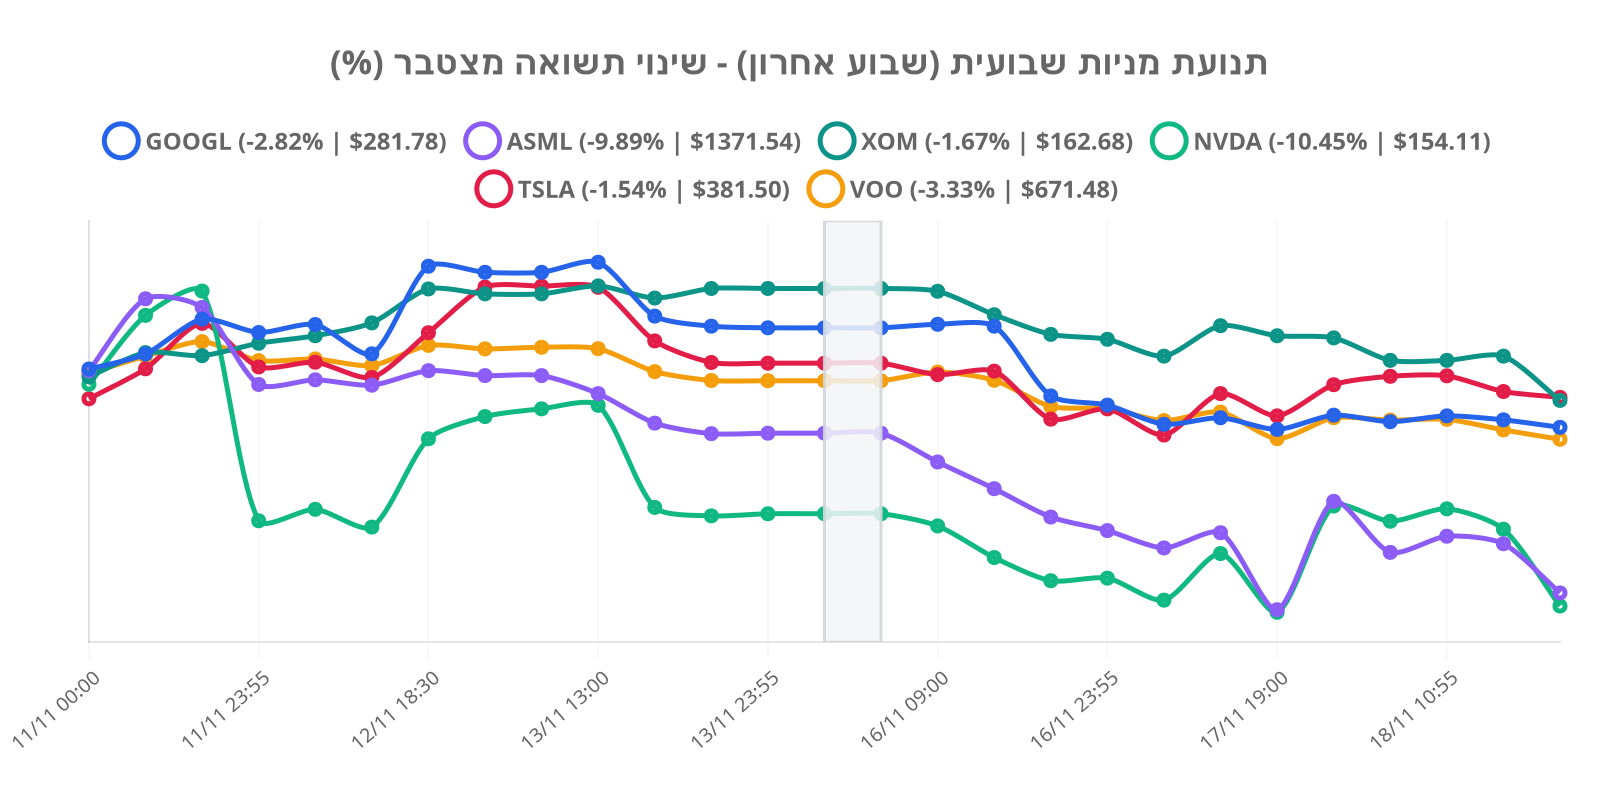 תנועת מניות שבועית (שבוע אחרון) - שינוי תשואה מצטבר (%)
GOOGL (-2.82% | $281.78) ASML (-9.89% | $1371.54) XOM (-1.67% | $162.68) NVDA (-10.45% | $154.11)
TSLA (-1.54% | $381.50) VOO (-3.33% | $671.48)
11/11 00:00 11/11 23:55 12/11 18:30 13/11 13:00 13/11 23:55 16/11 09:00 16/11 23:55 17/11 19:00 18/11 10:55